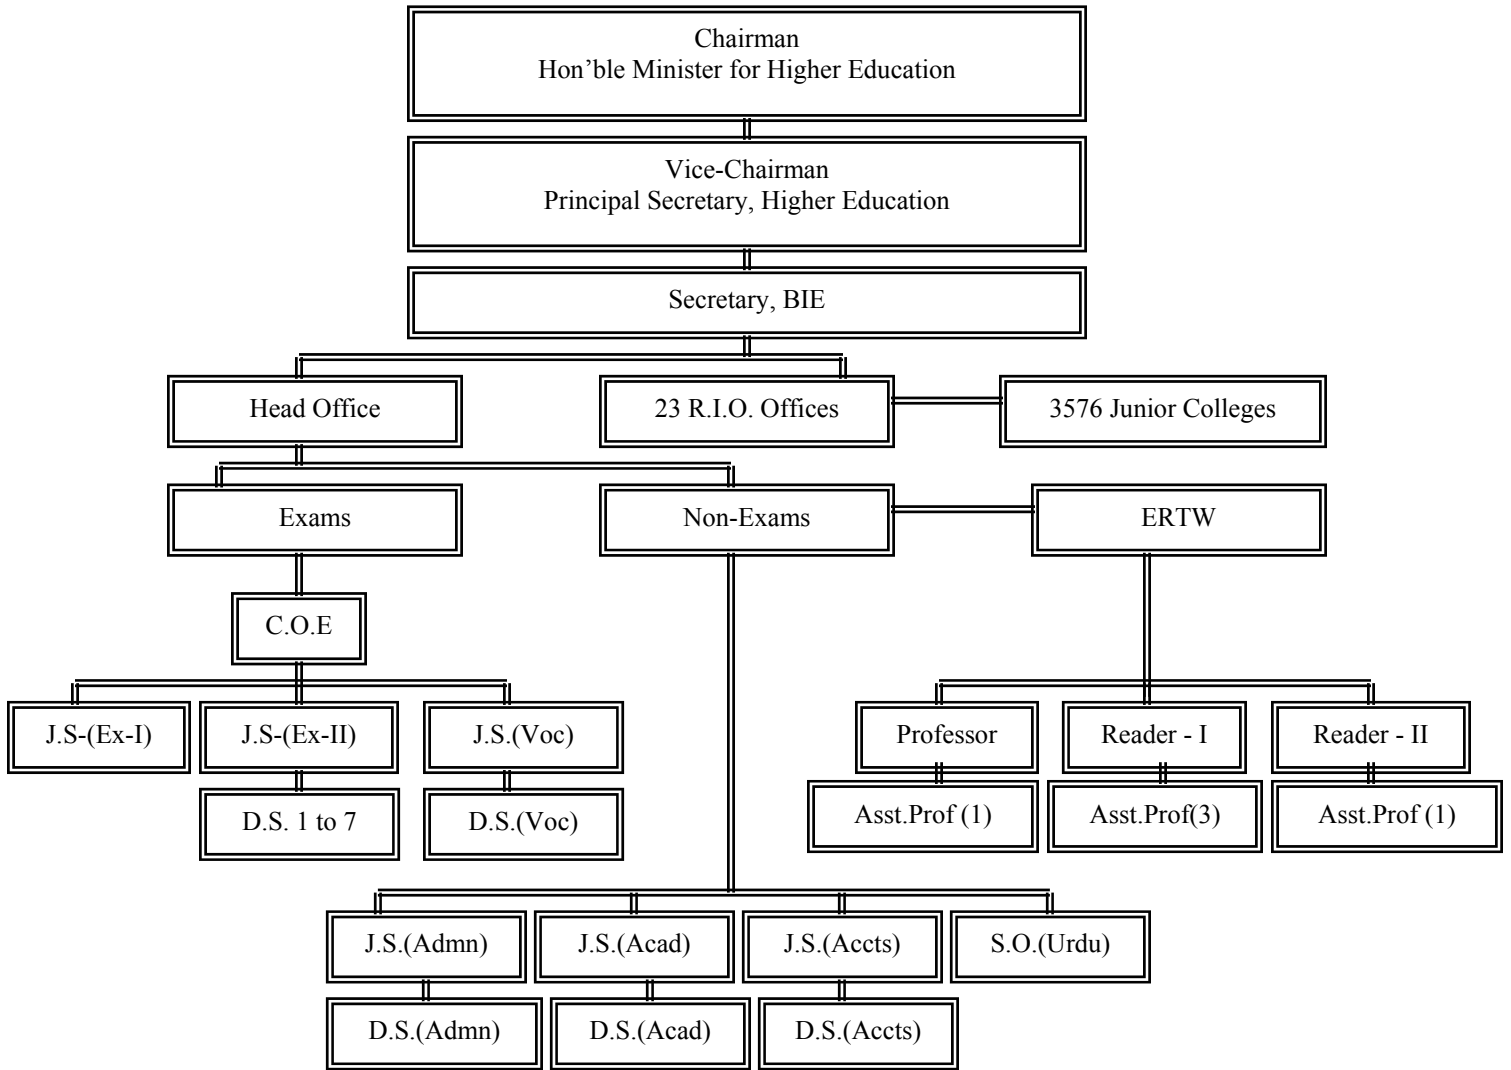 Chairman
Hon’ble Minister for Higher Education
Vice-Chairman
Principal Secretary, Higher Education
Secretary, BIE
Head Office
23 R.I.O. Offices
3576 Junior Colleges
Exams
Non-Exams
ERTW
C.O.E
J.S-(Ex-I)
J.S-(Ex-II)
J.S.(Voc)
Professor
Reader - I
Reader - II
D.S. 1 to 7
D.S.(Voc)
Asst.Prof (1)
Asst.Prof(3)
Asst.Prof (1)
J.S.(Admn)
J.S.(Acad)
J.S.(Accts)
S.O.(Urdu)
D.S.(Admn)
D.S.(Acad)
D.S.(Accts)